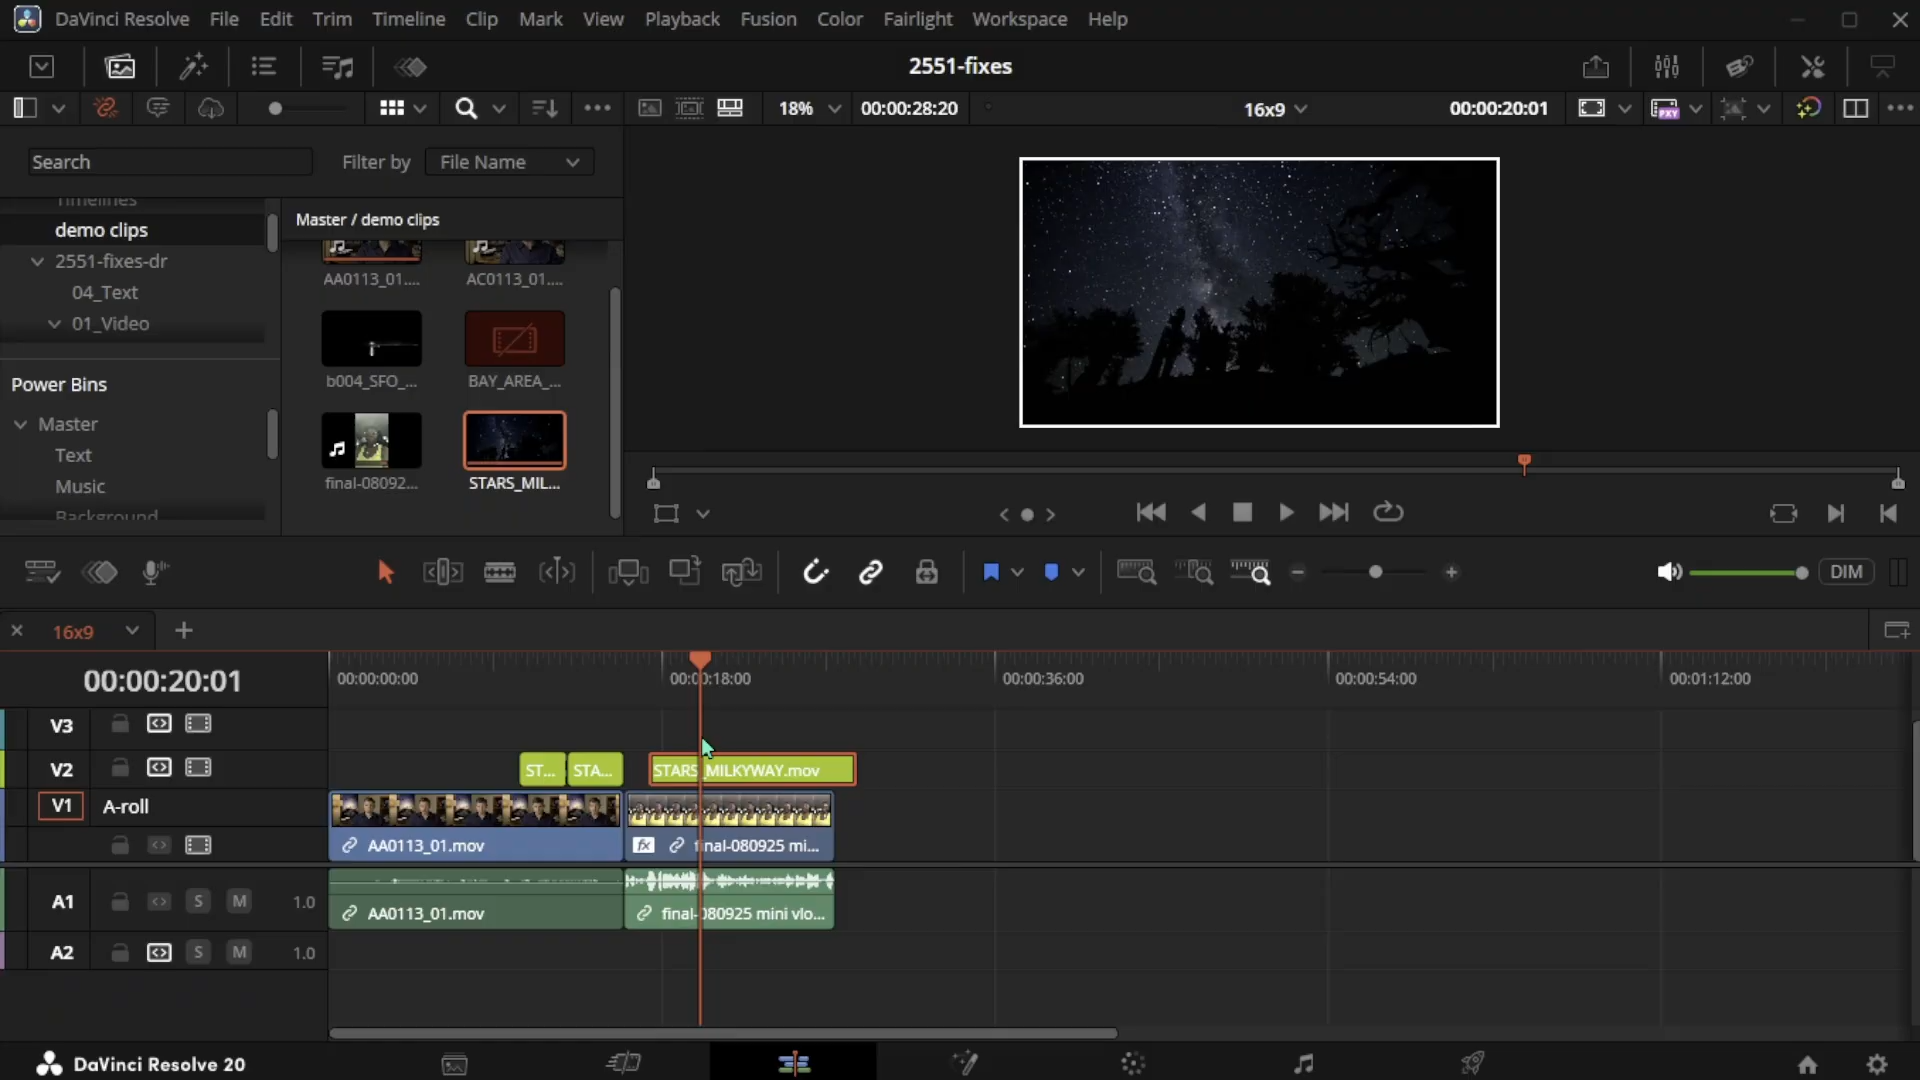 DaVinci Resolve File Edit Trim Timeline Clip Mark View Playback Fusion Color Fairlight Workspace Help
2551-fixes
18% 00:00:28:20 16x9 00:00:20:01
PXY
Search Filter by File Name
Timelines
demo clips
2551-fixes-dr
04_Text
01_Video
Master / demo clips
AA0113_01.... AC0113_01....
b004_SFO_... BAY_AREA_...
final-08092... STARS_MIL...
Power Bins
Master
Text
Music
Background
DIM
16x9
00:00:20:01
00:00:00:00 00:00:18:00 00:00:36:00 00:00:54:00 00:01:12:00
V3
V2 ST... STA... STARS_MILKYWAY.mov
V1 A-roll
AA0113_01.mov fx final-080925 mi...
A1 S M 1.0 AA0113_01.mov final-080925 mini vlo...
A2 S M 1.0
DaVinci Resolve 20